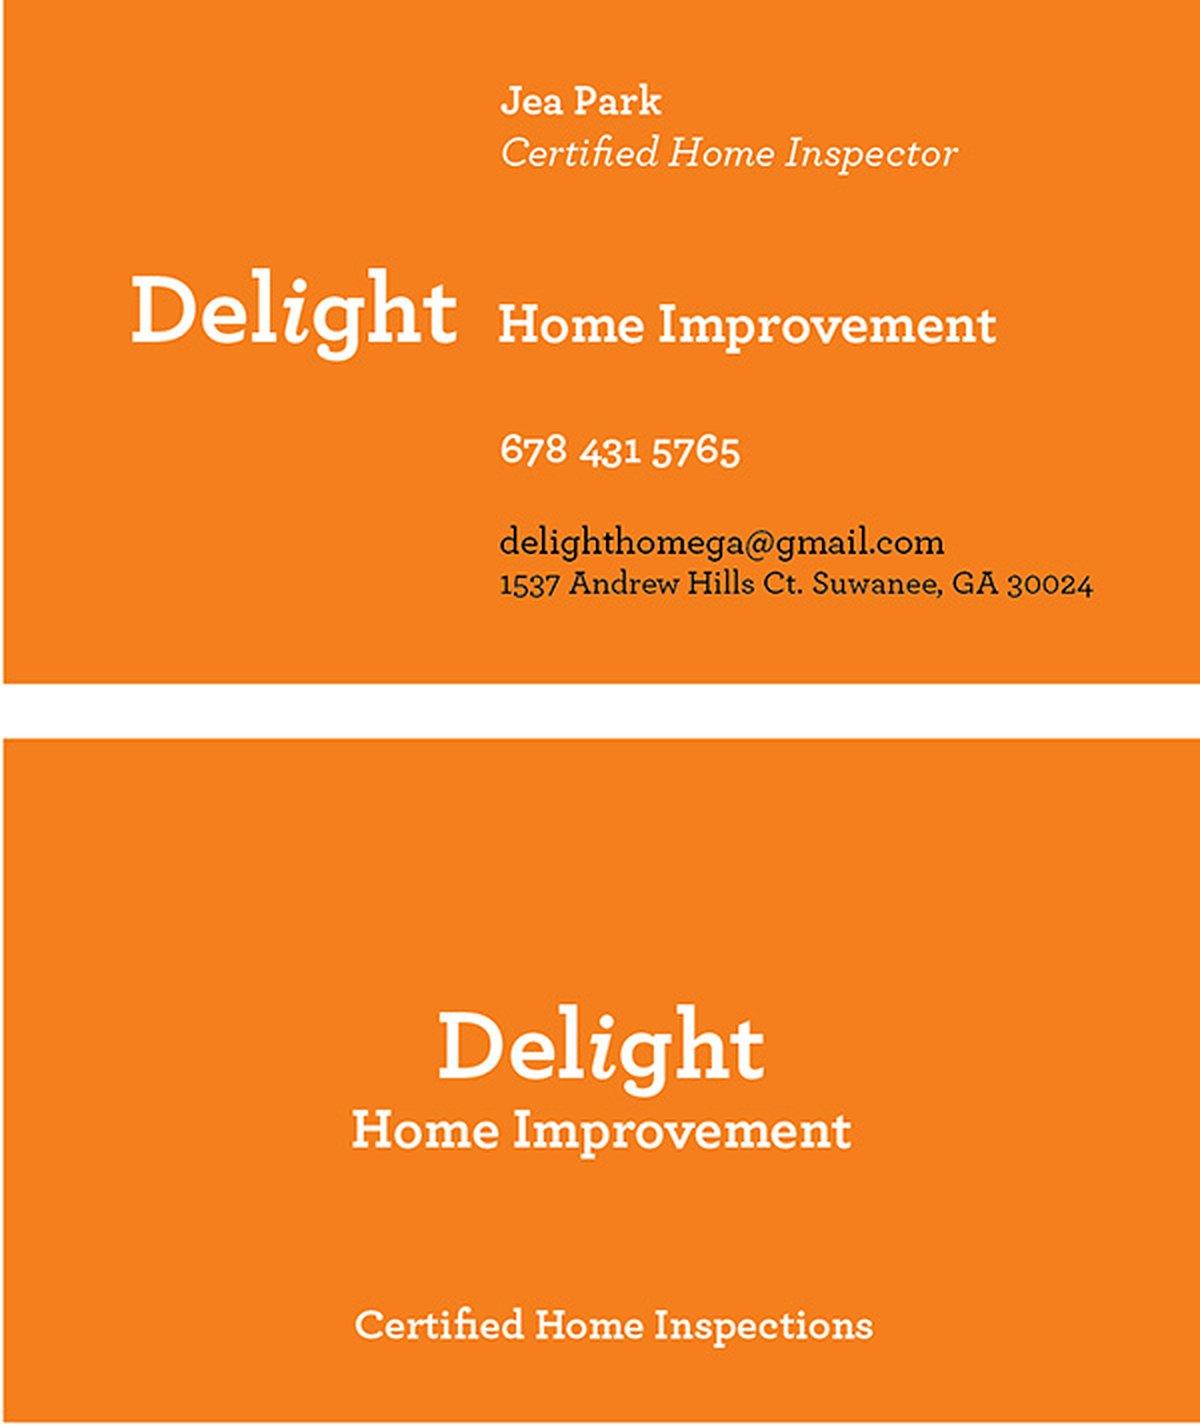 Jea Park
Certified Home Inspector
Delight Home Improvement
678 431 5765
delighthomega@gmail.com
1537 Andrew Hills Ct. Suwanee, GA 30024
Delight
Home Improvement
Certified Home Inspections